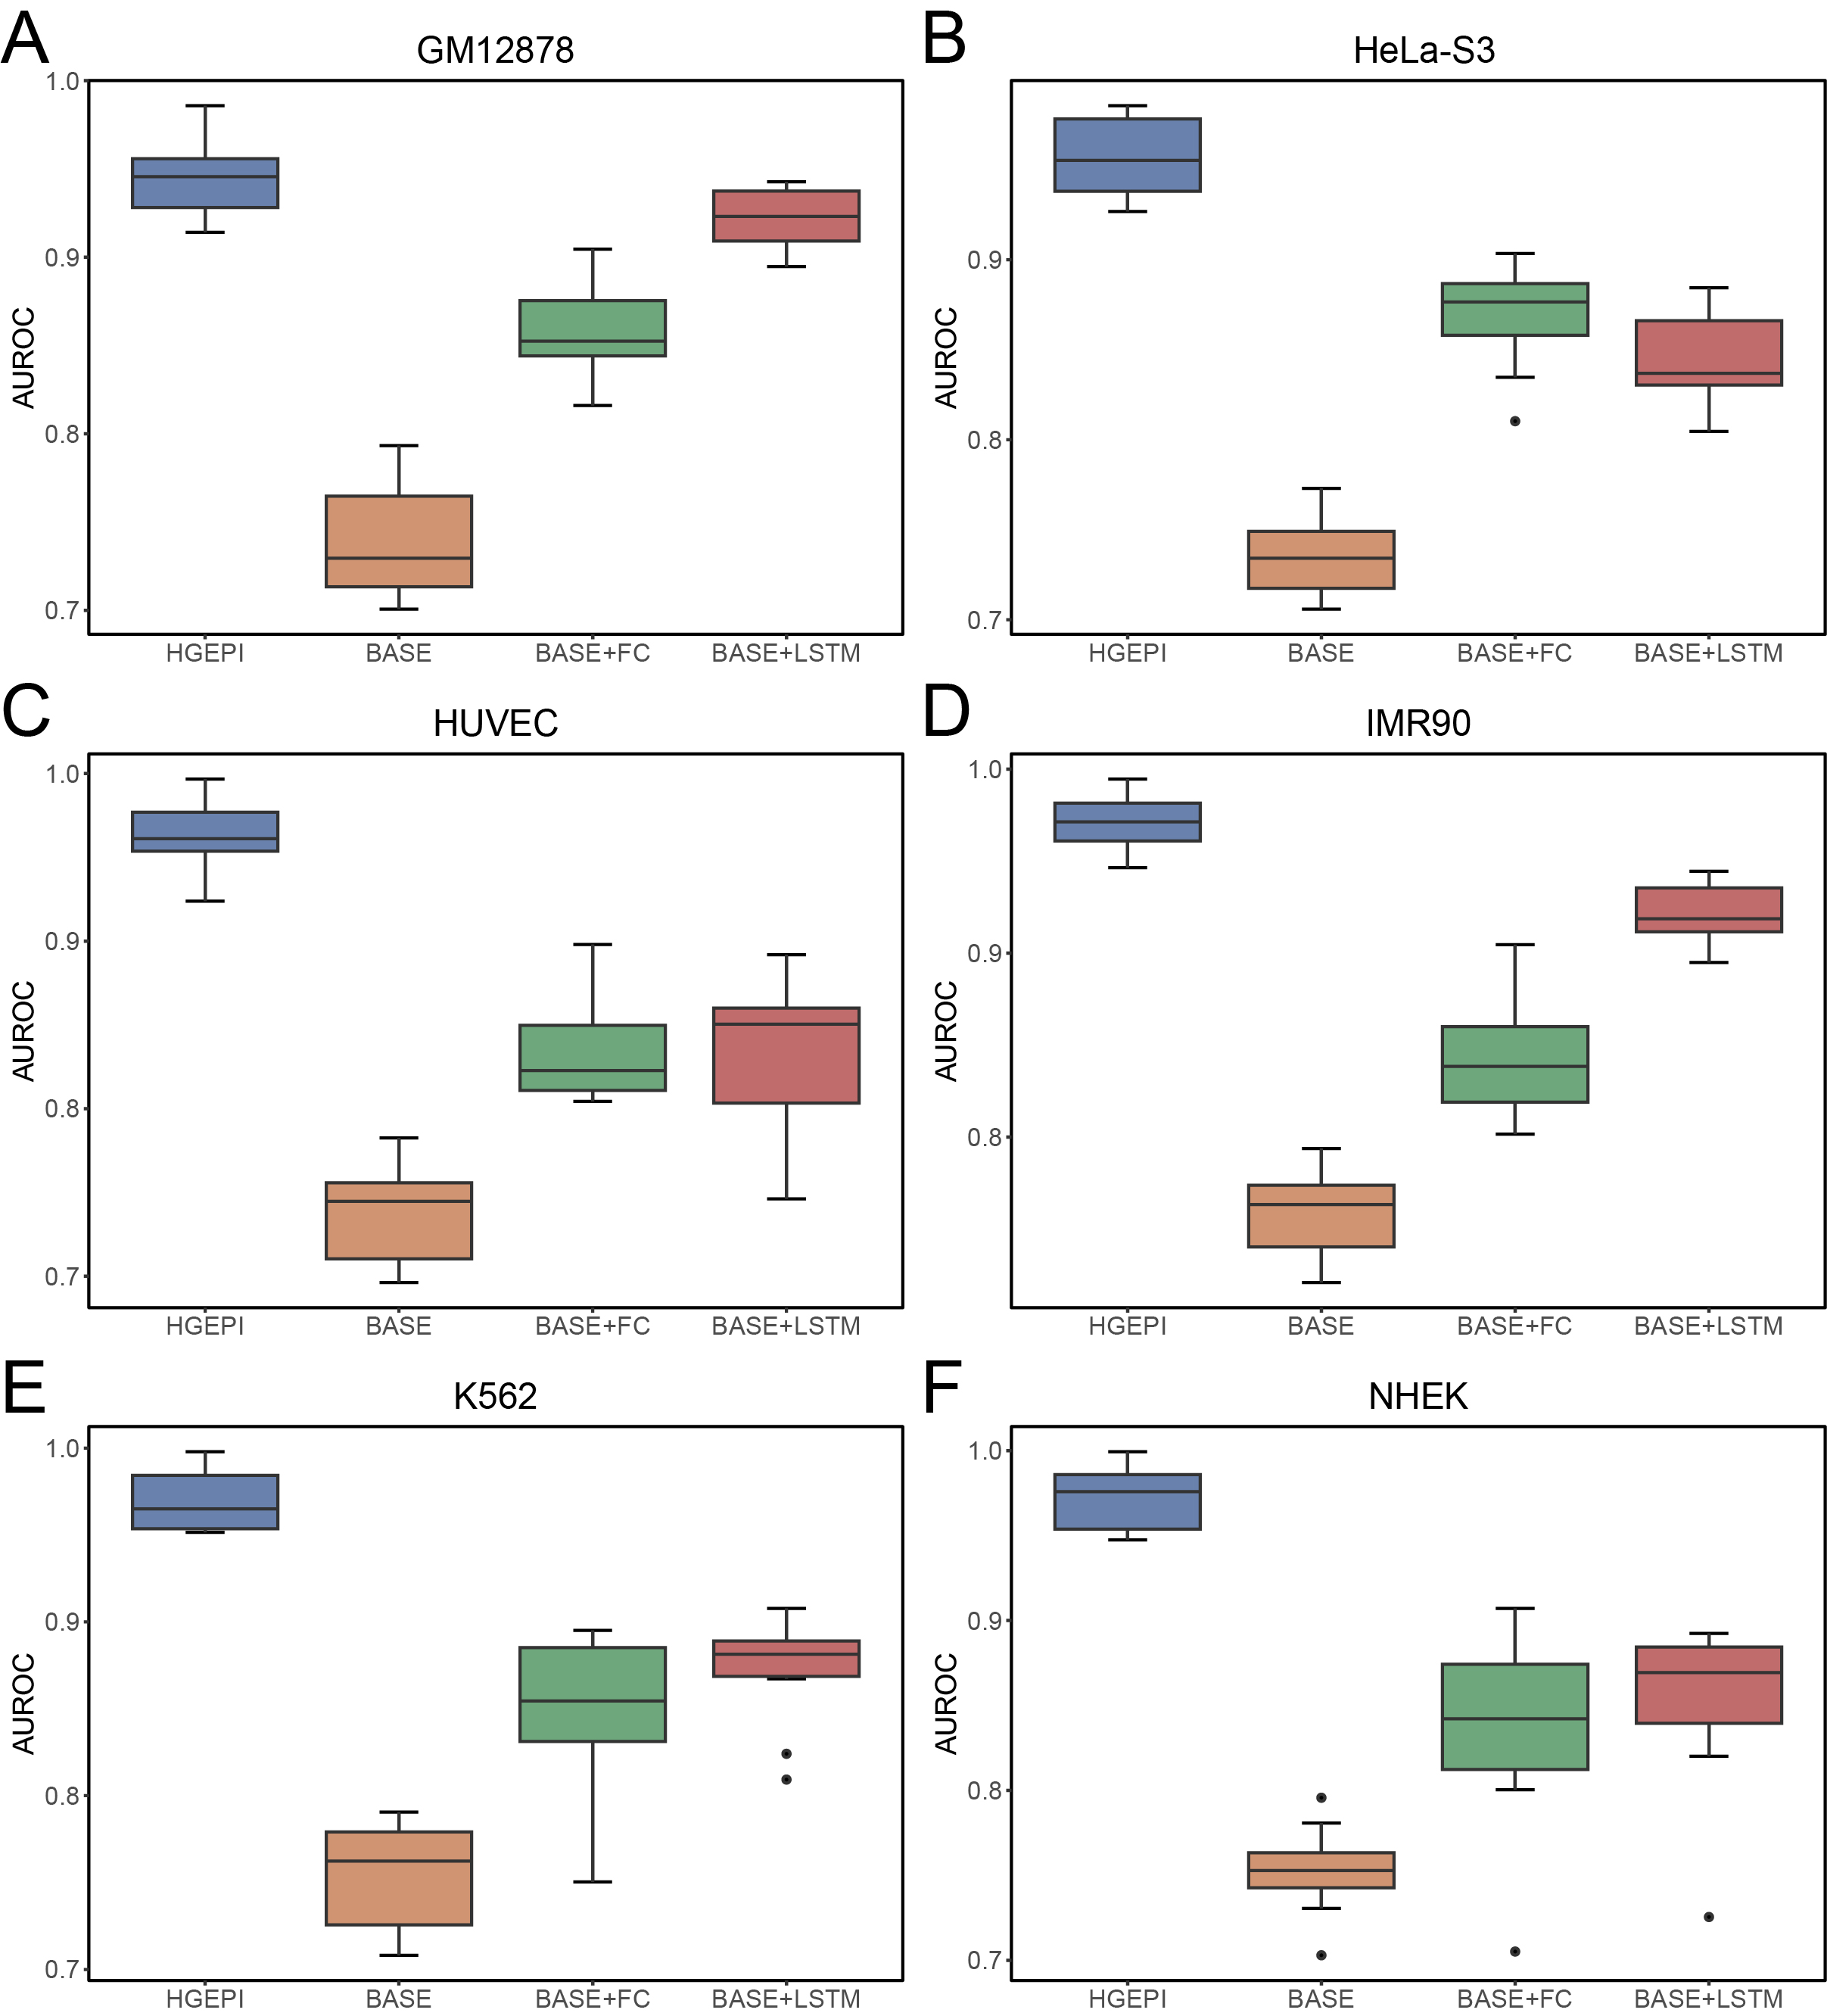 A
GM12878
1.0
0.9
0.8
0.7
AUROC
HGEPI BASE BASE+FC BASE+LSTM
B
HeLa-S3
0.9
0.8
0.7
AUROC
HGEPI BASE BASE+FC BASE+LSTM
C
HUVEC
1.0
0.9
0.8
0.7
AUROC
HGEPI BASE BASE+FC BASE+LSTM
D
IMR90
1.0
0.9
0.8
AUROC
HGEPI BASE BASE+FC BASE+LSTM
E
K562
1.0
0.9
0.8
0.7
AUROC
HGEPI BASE BASE+FC BASE+LSTM
F
NHEK
1.0
0.9
0.8
0.7
AUROC
HGEPI BASE BASE+FC BASE+LSTM